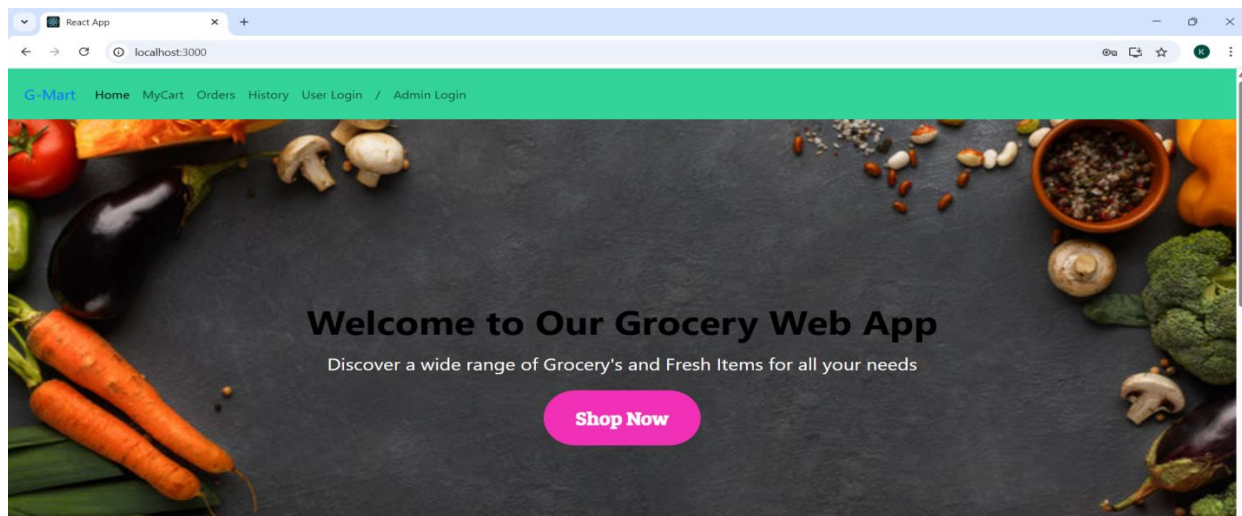 React App
localhost:3000
K
G-Mart Home MyCart Orders History User Login / Admin Login
Welcome to Our Grocery Web App
Discover a wide range of Grocery's and Fresh Items for all your needs
Shop Now